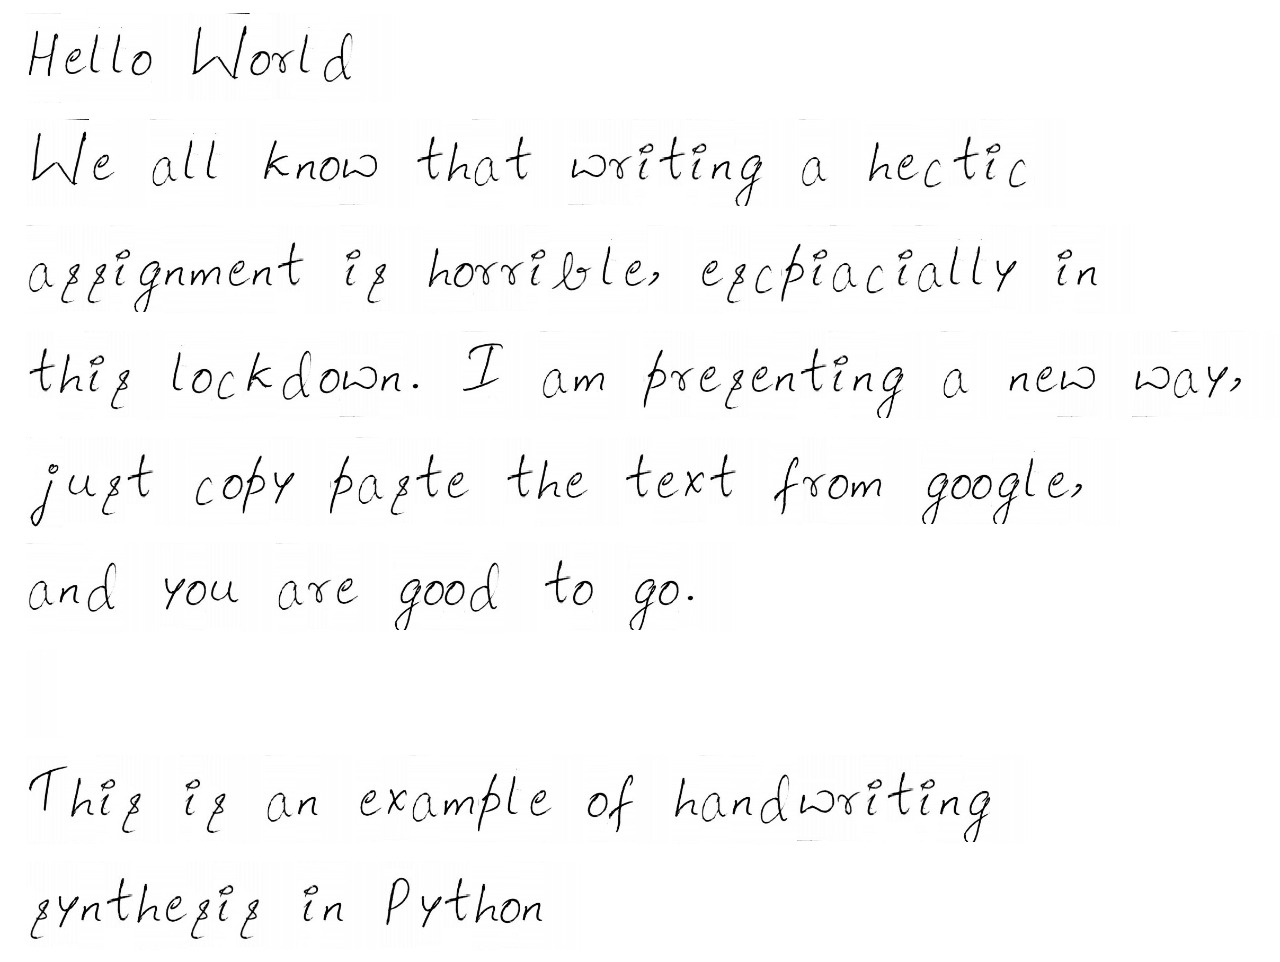 Hello World
We all know that writing a hectic
assignment is horrible, escpiacially in
this lockdown. I am presenting a new way,
just copy paste the text from google,
and you are good to go.
This is an example of handwriting
synthesis in Python